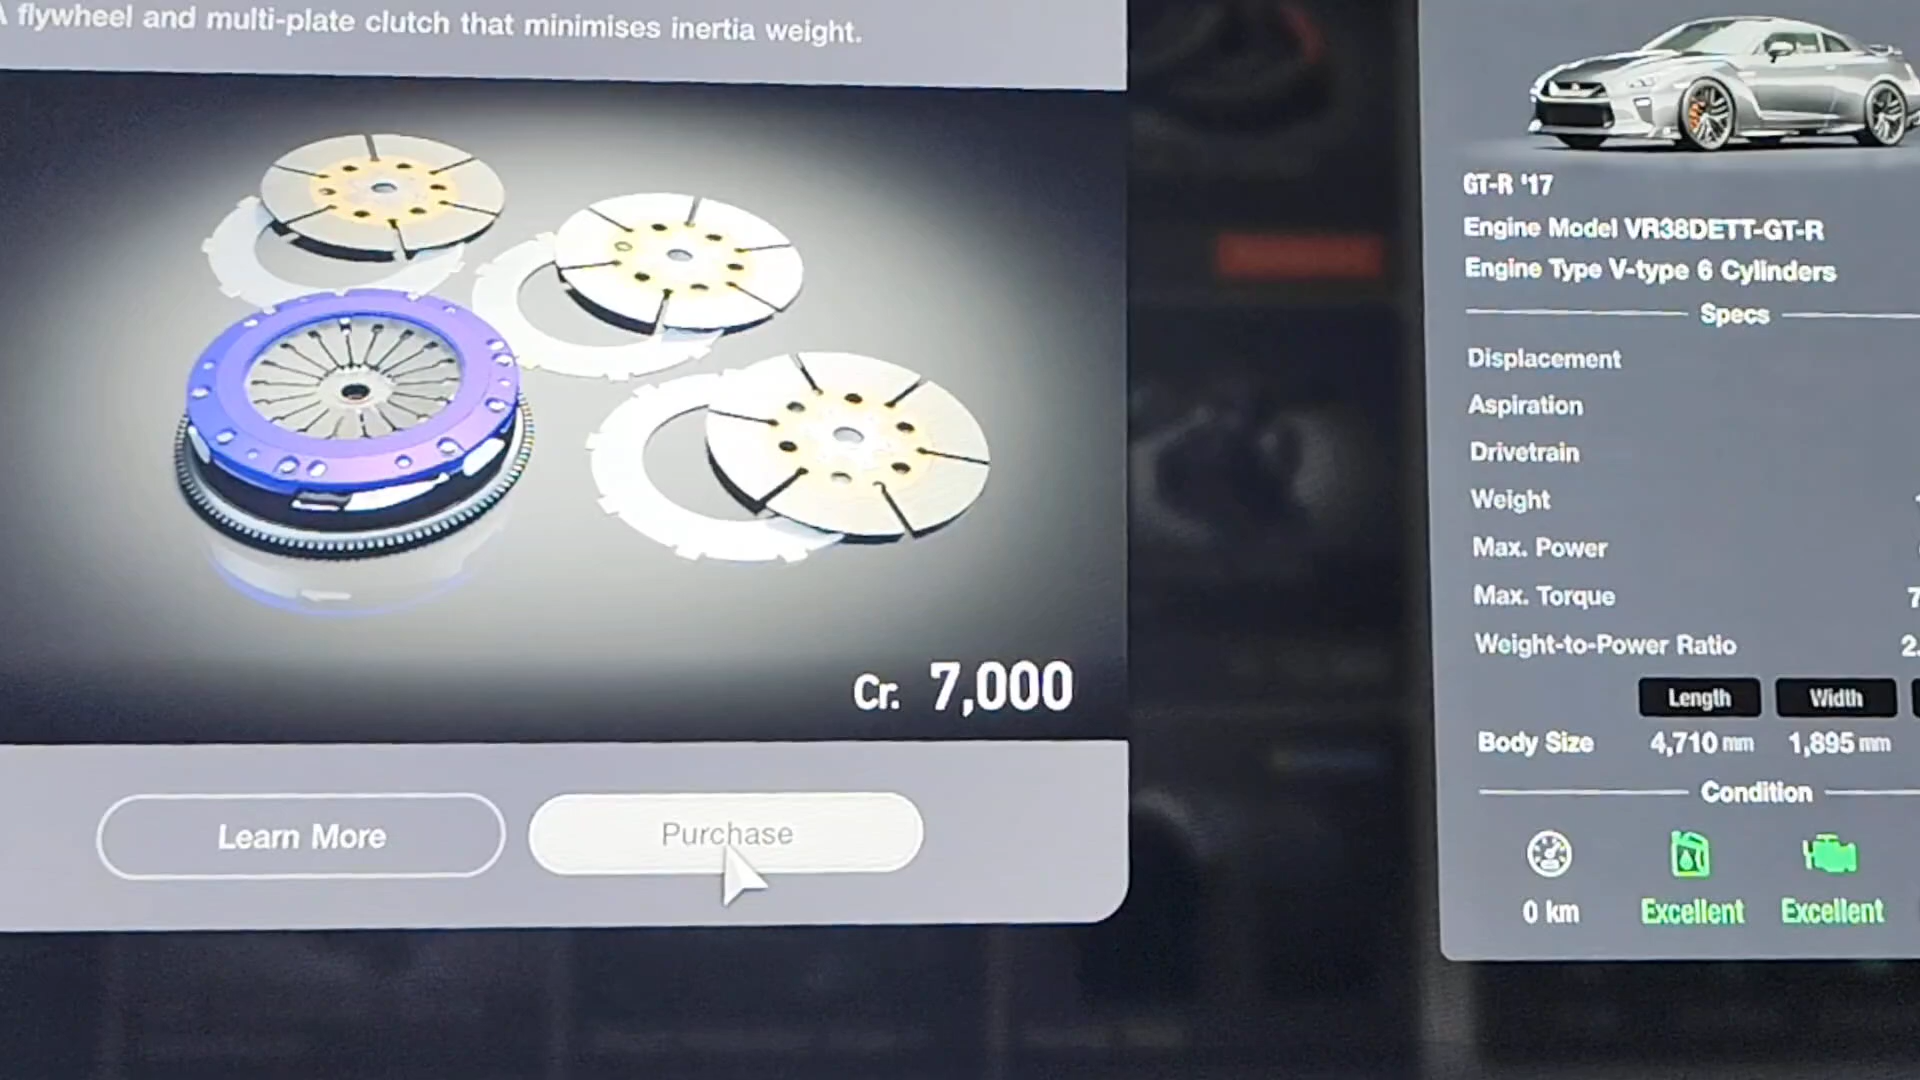 A flywheel and multi-plate clutch that minimises inertia weight.
Cr. 7,000
Learn More
Purchase
GT-R '17
Engine Model VR38DETT-GT-R
Engine Type V-type 6 Cylinders
Specs
Displacement
Aspiration
Drivetrain
Weight
Max. Power
Max. Torque 7
Weight-to-Power Ratio 2.
Length Width
Body Size 4,710 mm 1,895 mm
Condition
0 km Excellent Excellent